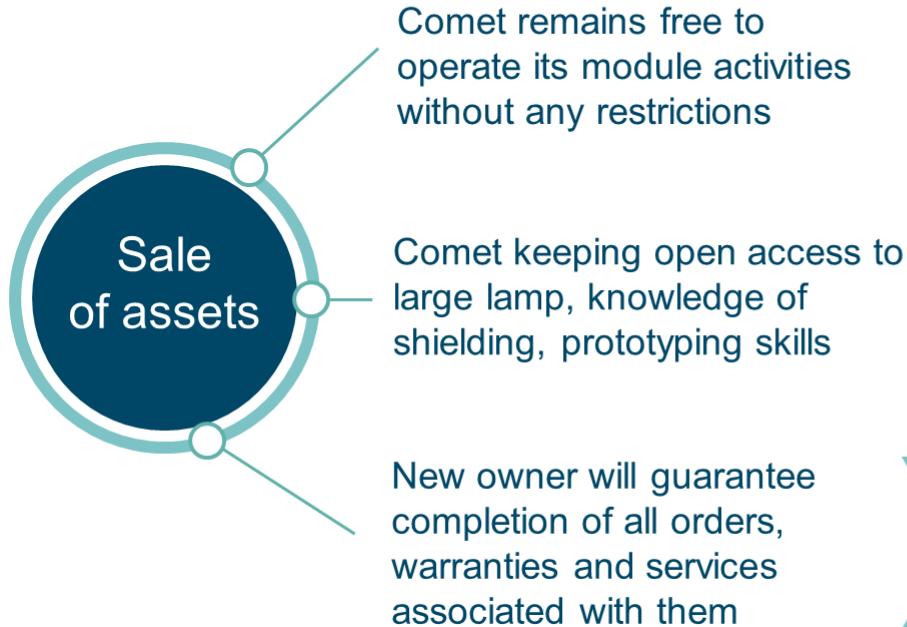 Comet remains free to
operate its module activities
without any restrictions
Sale
of assets
Comet keeping open access to
large lamp, knowledge of
shielding, prototyping skills
New owner will guarantee
completion of all orders,
warranties and services
associated with them